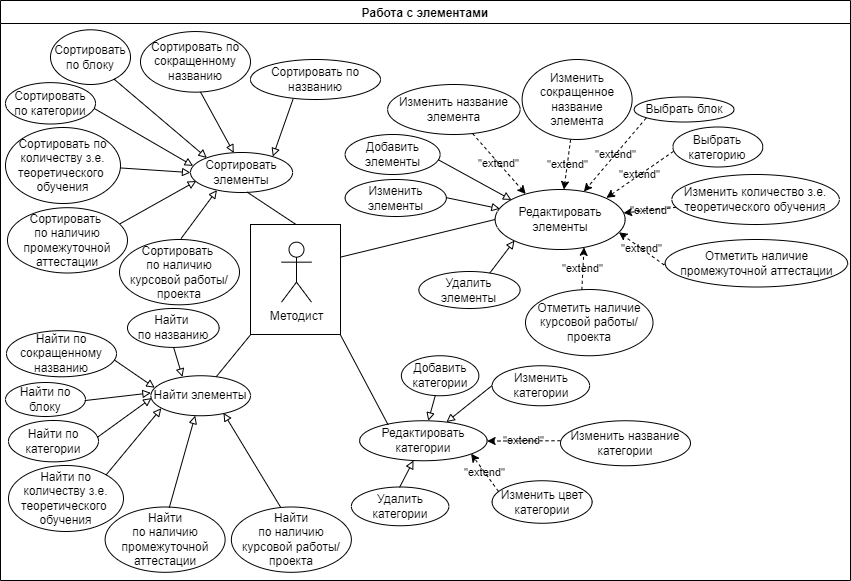 Работа с элементами
Сортировать
по блоку
Сортировать по
сокращенному
названию
Сортировать по
названию
Сортировать
по категории
Сортировать по
количеству з.е.
теоретического
обучения
Сортировать
элементы
Сортировать
по наличию
промежуточной
аттестации
Сортировать
по наличию
курсовой работы/
проекта
Изменить название
элемента
Изменить
сокращенное
название
элемента
Выбрать блок
Добавить
элементы
"extend"
"extend"
"extend"
Выбрать
категорию
"extend"
Изменить
элементы
Редактировать
элементы
"extend"
Изменить количество з.е.
теоретического обучения
"extend"
Отметить наличие
промежуточной аттестации
"extend"
Удалить
элементы
Отметить наличие
курсовой работы/
проекта
Методист
Найти
по названию
Найти по
сокращенному
названию
Найти по
блоку
Найти элементы
Найти по
категории
Найти по
количеству з.е.
теоретического
обучения
Найти
по наличию
промежуточной
аттестации
Найти
по наличию
курсовой работы/
проекта
Добавить
категории
Изменить
категории
Редактировать
категории
"extend"
Изменить название
категории
"extend"
Удалить
категории
Изменить цвет
категории